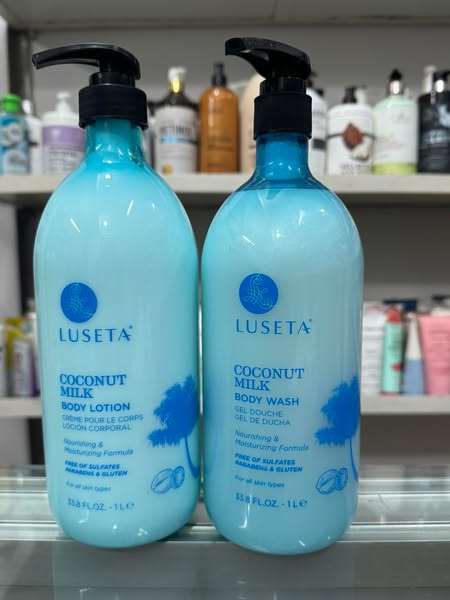 LUSETA®
COCONUT
MILK
BODY LOTION
CRÈME POUR LE CORPS
LOCIÓN CORPORAL
Nourishing &
Moisturizing Formula
FREE OF SULFATES
PARABENS & GLUTEN
For all skin types
33.8 FL.OZ. - 1 L ℮
LUSETA®
COCONUT
MILK
BODY WASH
GEL DOUCHE
GEL DE DUCHA
Nourishing &
Moisturizing Formula
FREE OF SULFATES
PARABENS & GLUTEN
For all skin types
33.8 FL.OZ. - 1 L ℮